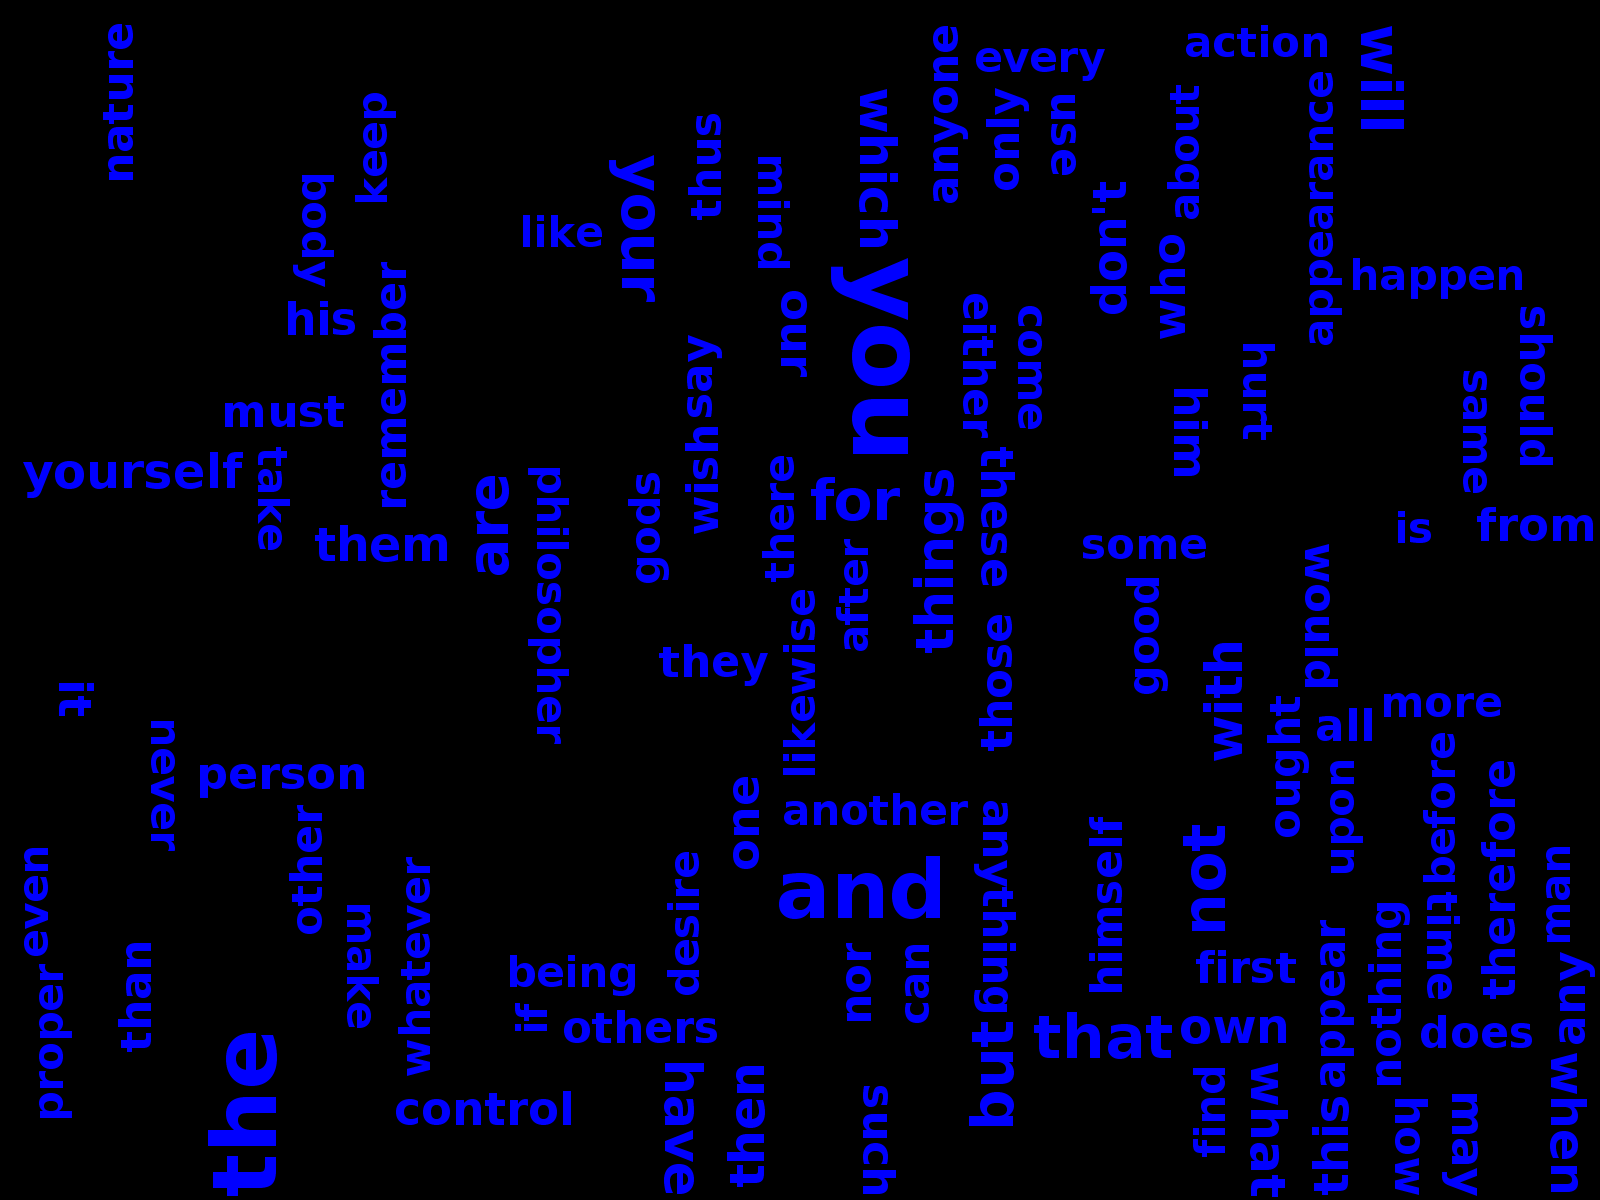 nature
anyone
every
action
will
keep
body
your
thus
mind
which
only
use
about
don't
who
appearance
like
happen
his
remember
our
you
either
come
him
hurt
should
same
must
say
wish
yourself
take
them
are
philosopher
gods
there
for
after
things
these
some
is
from
good
would
they
likewise
those
with
it
never
person
ought
all
more
upon
before
therefore
other
one
another
anything
himself
not
and
even
proper
than
make
whatever
desire
nor
can
first
appear
nothing
time
man
being
if
others
that
own
does
any
the
control
have
then
such
but
find
what
this
how
may
when